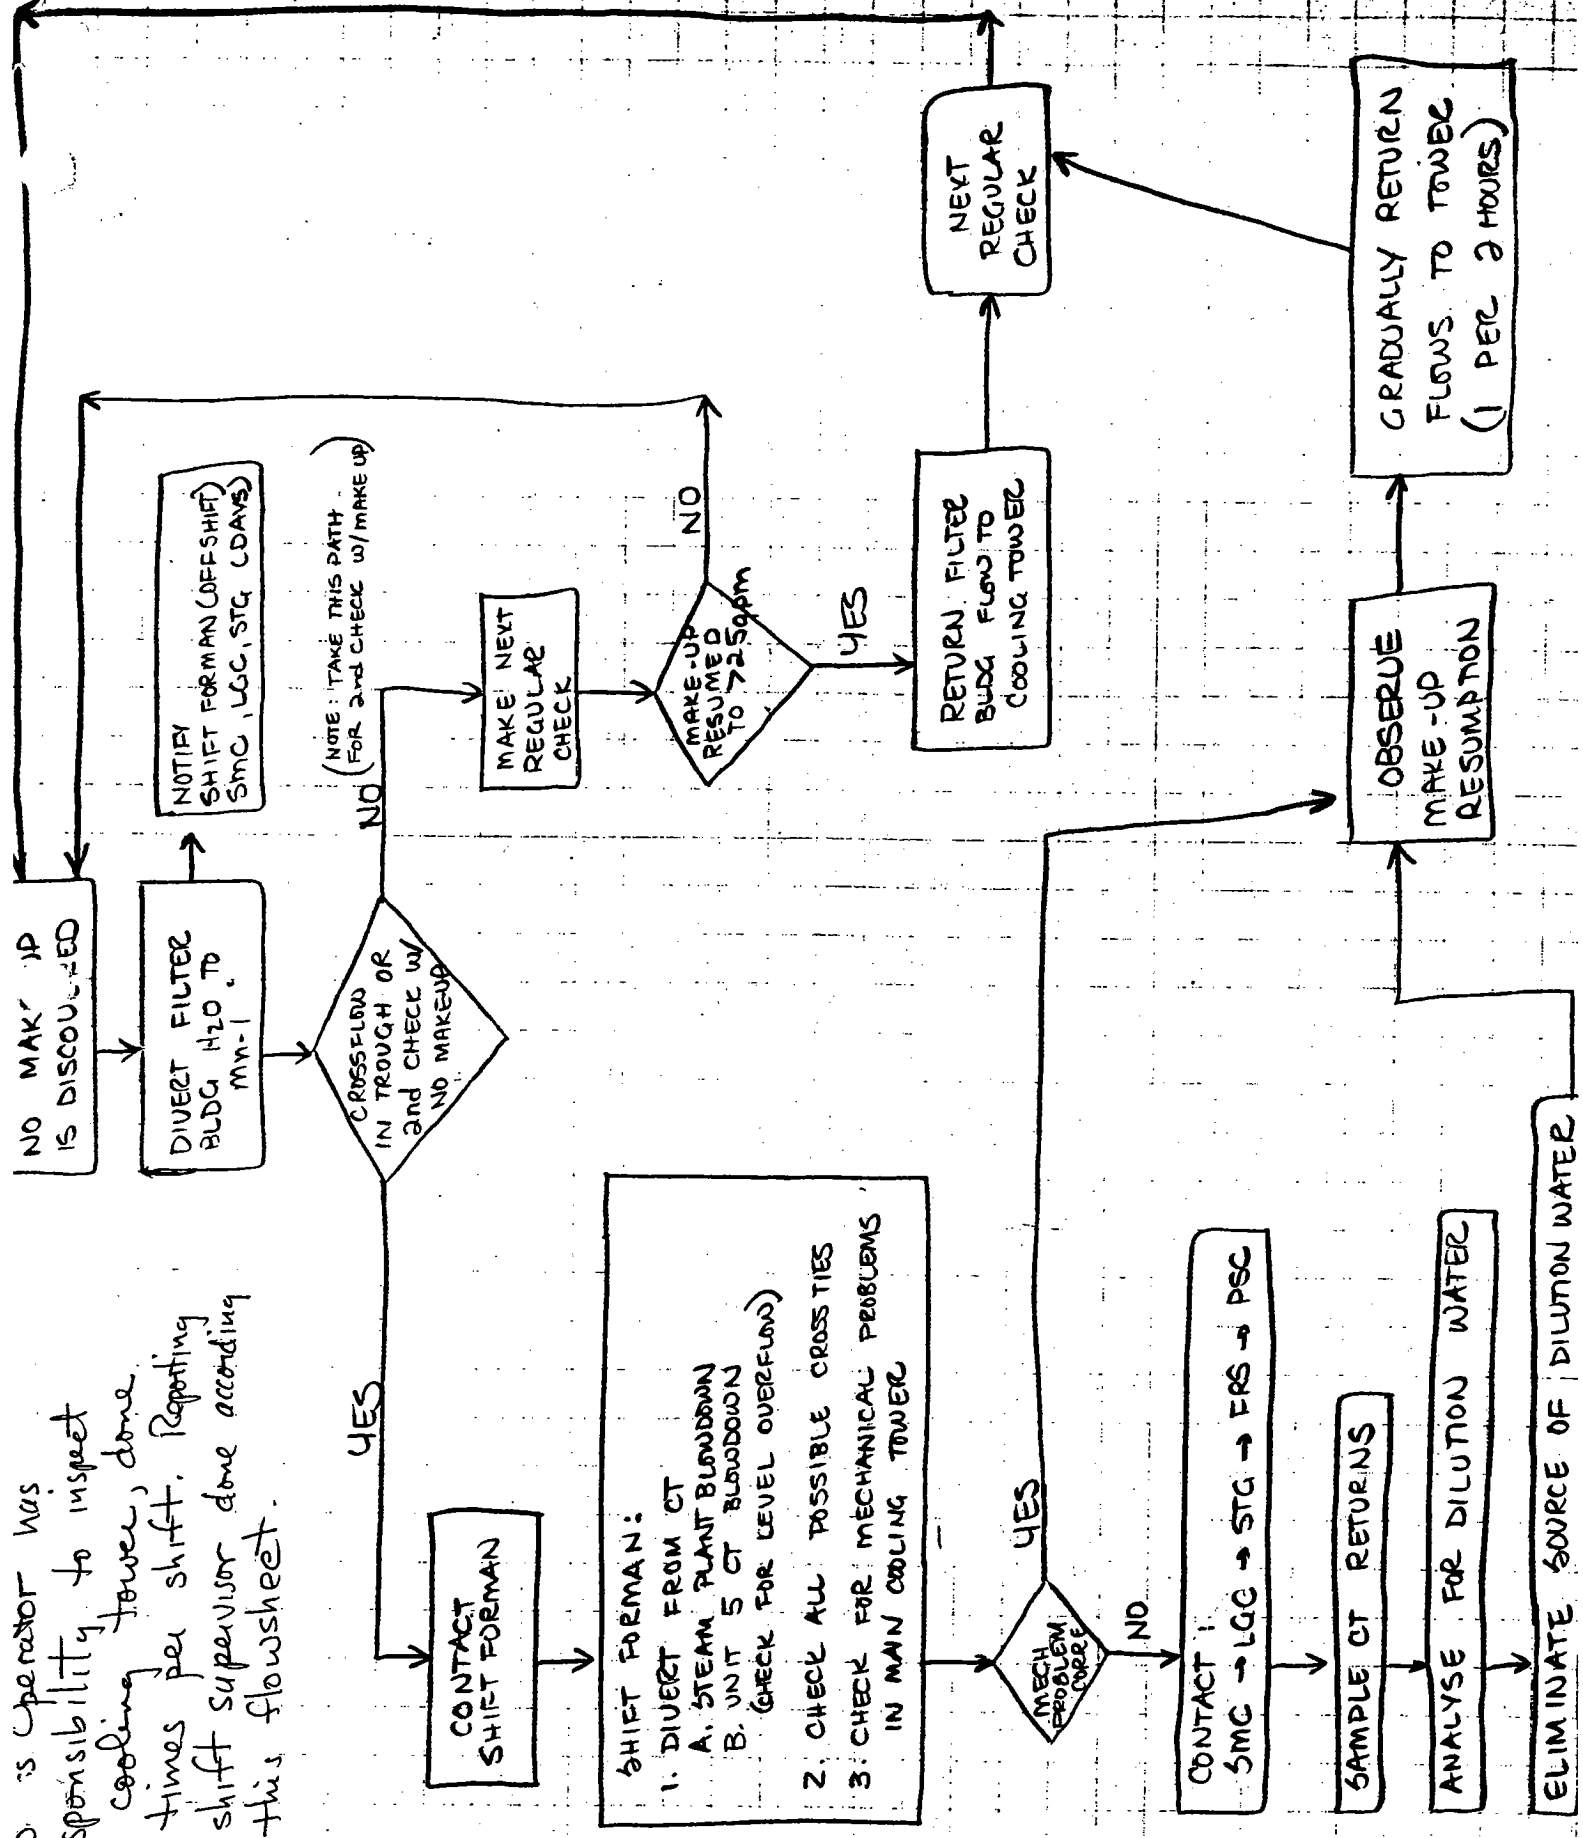 is operator has
sponsibility to inspect
cooling tower, done
times per shift. Reporting
shift supervisor done according
this flowsheet.
NO MAK UP
IS DISCOVERED
DIVERT FILTER
BLDG H2O TO
Mn-1.
NOTIFY
SHIFT FORMAN (OFFSHIFT)
SMC, LGC, STG (DAYS)
CROSSFLOW
IN TROUGH OR
2nd CHECK W/
NO MAKEUP
NO
(NOTE: TAKE THIS PATH
FOR 2nd CHECK W/MAKE UP)
MAKE NEXT
REGULAR
CHECK
MAKE-UP
RESUMED
TO >250pm
NO
YES
RETURN FILTER
BLDG FLOW TO
COOLING TOWER
NEXT
REGULAR
CHECK
YES
CONTACT
SHIFT FORMAN
SHIFT FORMAN:
1. DIVERT FROM CT
A. STEAM PLANT BLOWDOWN
B. UNIT 5 CT BLOWDOWN
(CHECK FOR LEVEL OVERFLOW)
2. CHECK ALL POSSIBLE CROSS TIES
3. CHECK FOR MECHANICAL PROBLEMS
IN MAIN COOLING TOWER
MECH
PROBLEM
CORRE
YES
NO
CONTACT:
SMC → LGC → STG → FRS → PSC
SAMPLE CT RETURNS
ANALYSE FOR DILUTION WATER
ELIMINATE SOURCE OF DILUTION WATER
OBSERVE
MAKE-UP
RESUMPTION
GRADUALLY RETURN
FLOWS TO TOWER
(1 PER 2 HOURS)